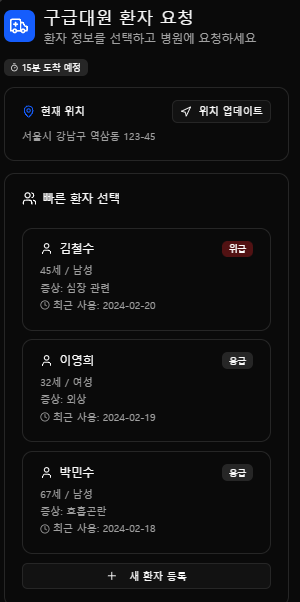 구급대원 환자 요청
환자 정보를 선택하고 병원에 요청하세요
15분 도착 예정
현재 위치
위치 업데이트
서울시 강남구 역삼동 123-45
빠른 환자 선택
김철수
위급
45세 / 남성
증상: 심장 관련
최근 사용: 2024-02-20
이영희
응급
32세 / 여성
증상: 외상
최근 사용: 2024-02-19
박민수
응급
67세 / 남성
증상: 호흡곤란
최근 사용: 2024-02-18
새 환자 등록